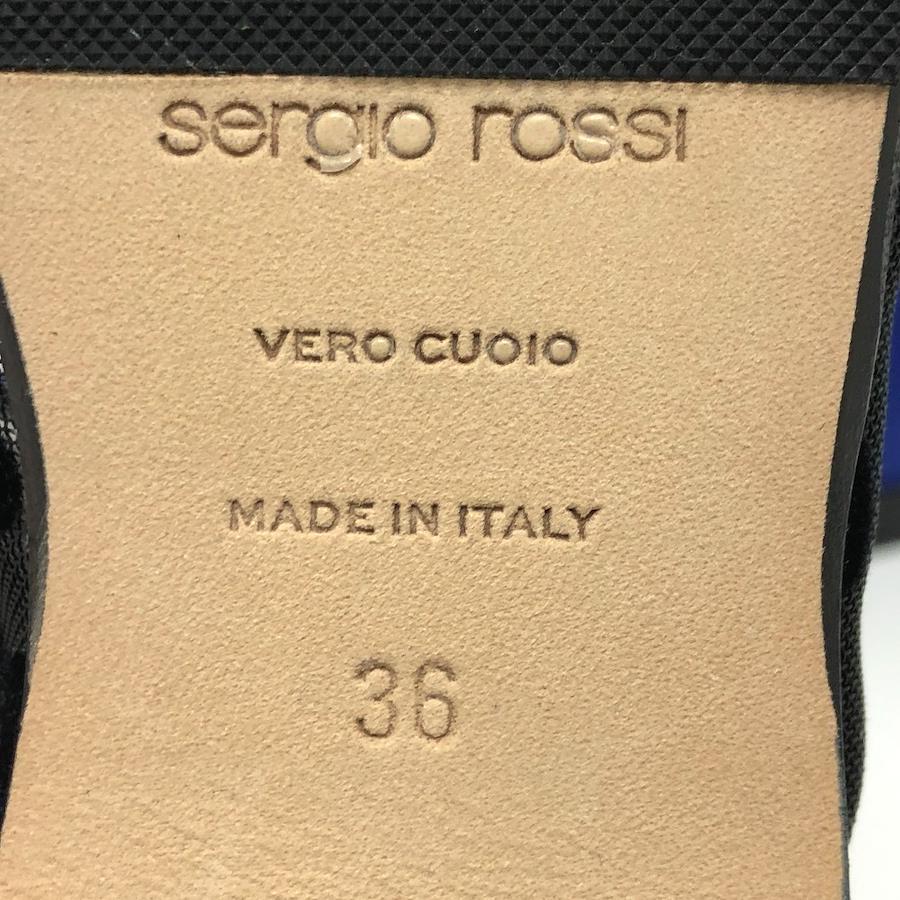 sergio rossi
VERO CUOIO
MADE IN ITALY
36